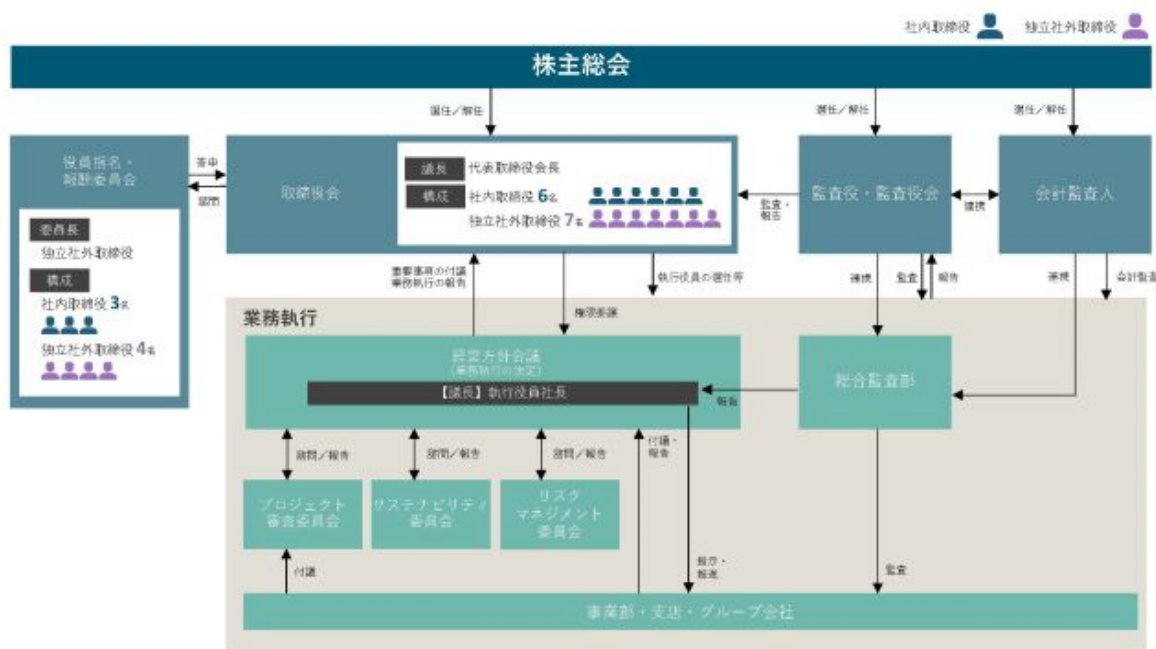 社内取締役
独立社外取締役
株主総会
選任／解任
選任／解任
選任／解任
役員指名・
報酬委員会
答申
諮問
委員長
独立社外取締役
構成
社内取締役 3名
独立社外取締役 4名
取締役会
議長 代表取締役会長
構成 社内取締役 6名
独立社外取締役 7名
監査・
報告
監査役・監査役会
連携
会計監査人
重要事項の付議
業務執行の報告
権限委譲
執行役員の選任等
連携
監査
報告
連携
会計監査
業務執行
経営方針会議
（業務執行の決定）
【議長】執行役員社長
報告
総合監査部
諮問／報告
諮問／報告
諮問／報告
付議・
報告
プロジェクト
審査委員会
サステナビリティ
委員会
リスク
マネジメント
委員会
付議
指示・
推進
監査
事業部・支店・グループ会社